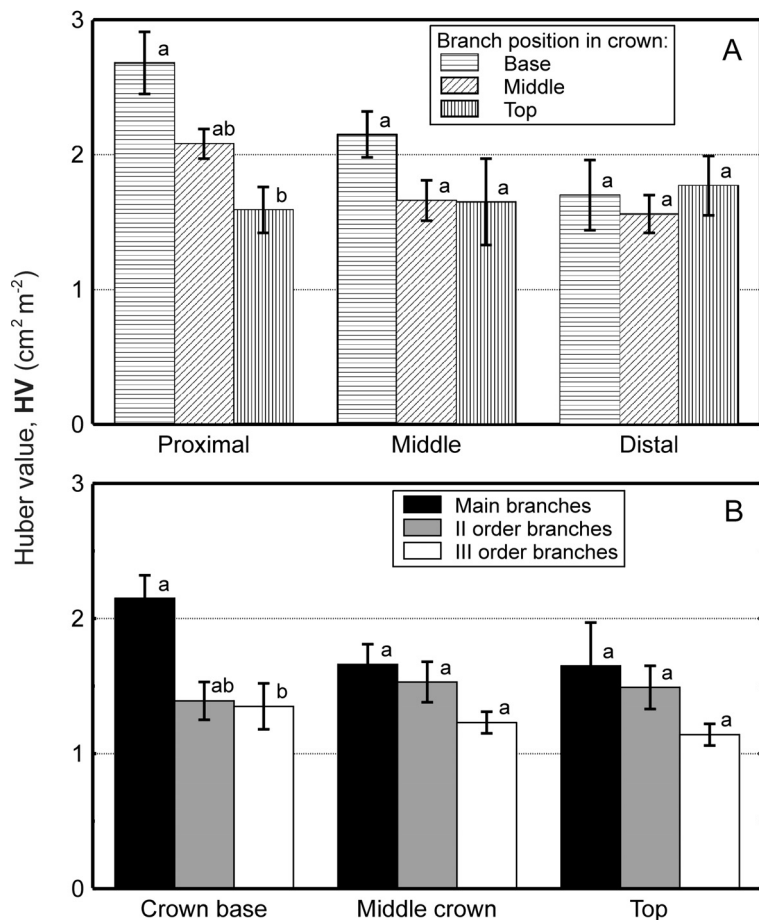 Huber value, HV (cm² m⁻²)
3
2
1
0
A
Branch position in crown:
Base
Middle
Top
a
ab
b
a
a
a
a
a
a
Proximal
Middle
Distal
3
2
1
0
B
Main branches
II order branches
III order branches
a
ab
b
a
a
a
a
a
a
Crown base
Middle crown
Top